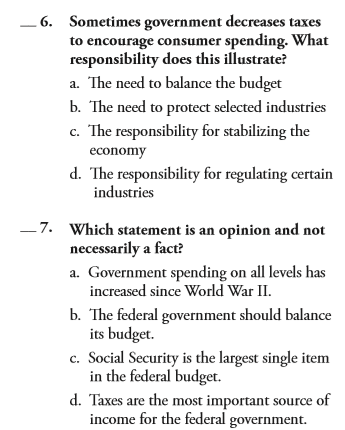 __ 6. Sometimes government decreases taxes
to encourage consumer spending. What
responsibility does this illustrate?
a. The need to balance the budget
b. The need to protect selected industries
c. The responsibility for stabilizing the
economy
d. The responsibility for regulating certain
industries
__ 7. Which statement is an opinion and not
necessarily a fact?
a. Government spending on all levels has
increased since World War II.
b. The federal government should balance
its budget.
c. Social Security is the largest single item
in the federal budget.
d. Taxes are the most important source of
income for the federal government.